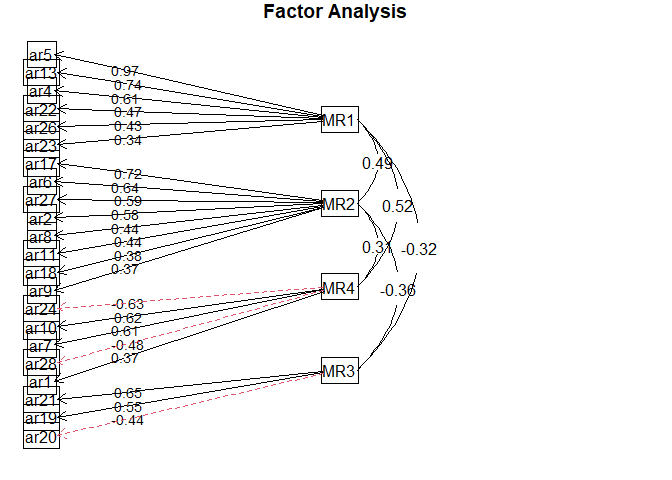 Factor Analysis
ar5
ar13
ar4
ar22
ar26
ar23
ar17
ar6
ar27
ar2
ar8
ar11
ar18
ar9
ar24
ar10
ar7
ar28
ar1
ar21
ar19
ar20
0.97
0.74
0.61
0.47
0.43
0.34
0.72
0.64
0.59
0.58
0.44
0.44
0.38
0.37
-0.63
0.62
0.61
-0.48
0.37
0.65
0.55
-0.44
MR1
MR2
MR4
MR3
0.49
0.52
0.31
-0.32
-0.36